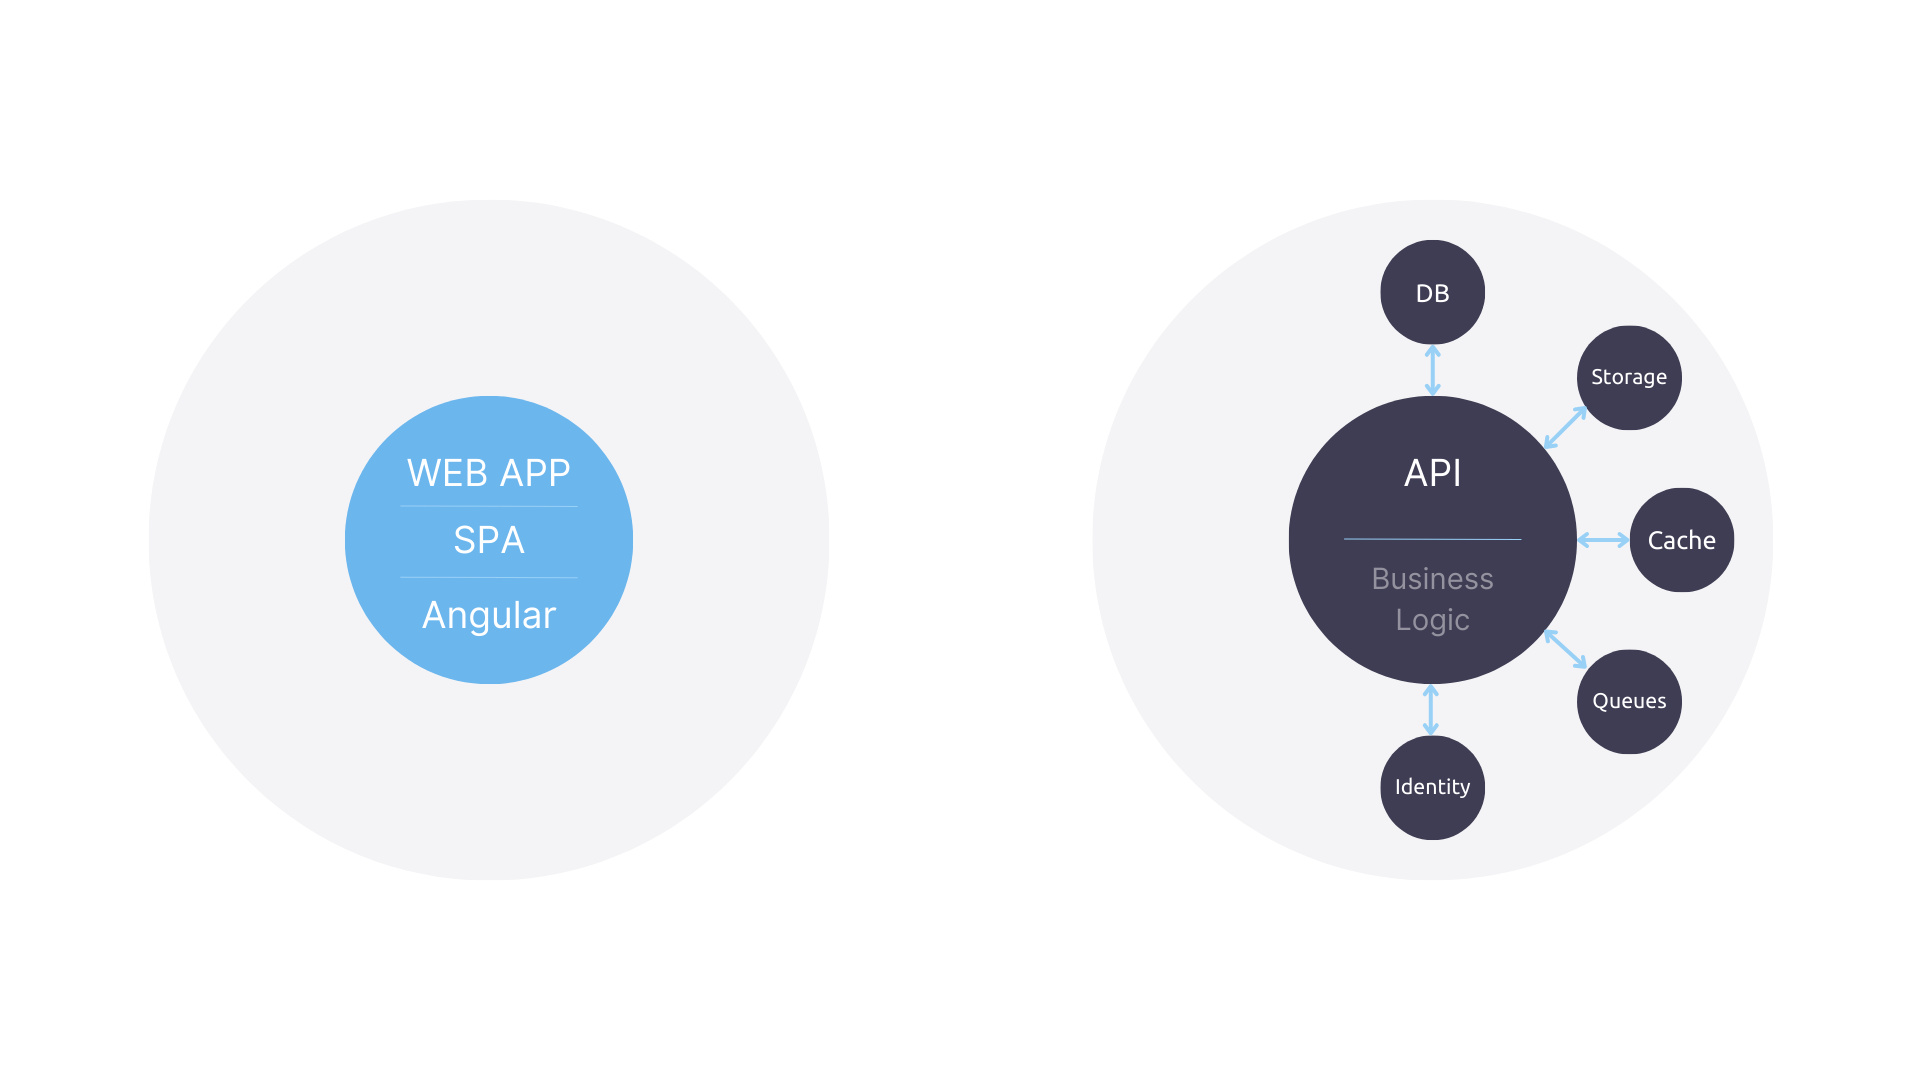 WEB APP
SPA
Angular
DB
Storage
API
Cache
Business
Logic
Queues
Identity